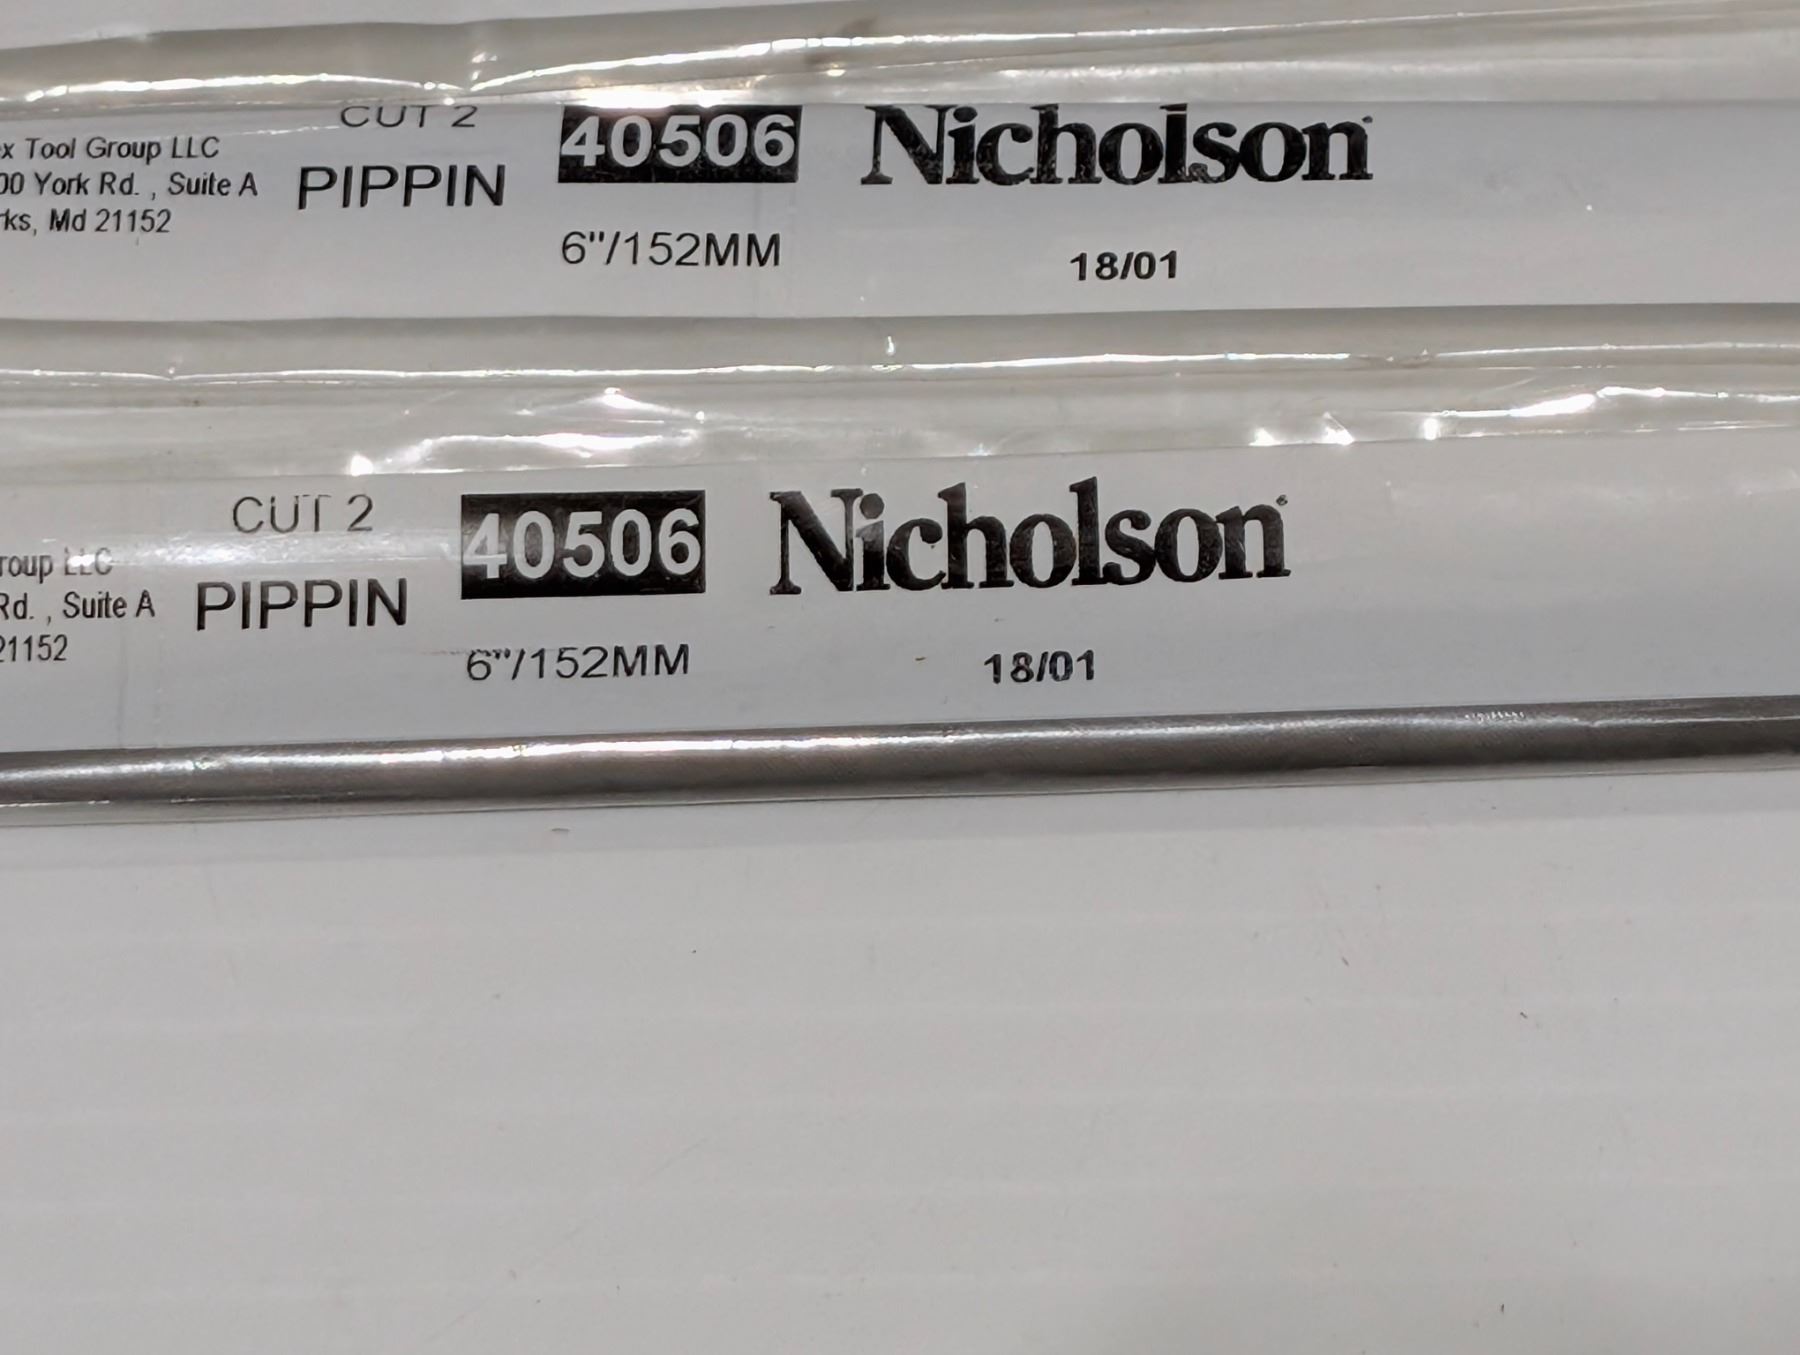 x Tool Group LLC
00 York Rd. , Suite A
rks, Md 21152
CUT 2
PIPPIN
40506
6"/152MM
Nicholson
18/01
roup LLC
Rd. , Suite A
21152
CUT 2
PIPPIN
40506
6"/152MM
Nicholson
18/01